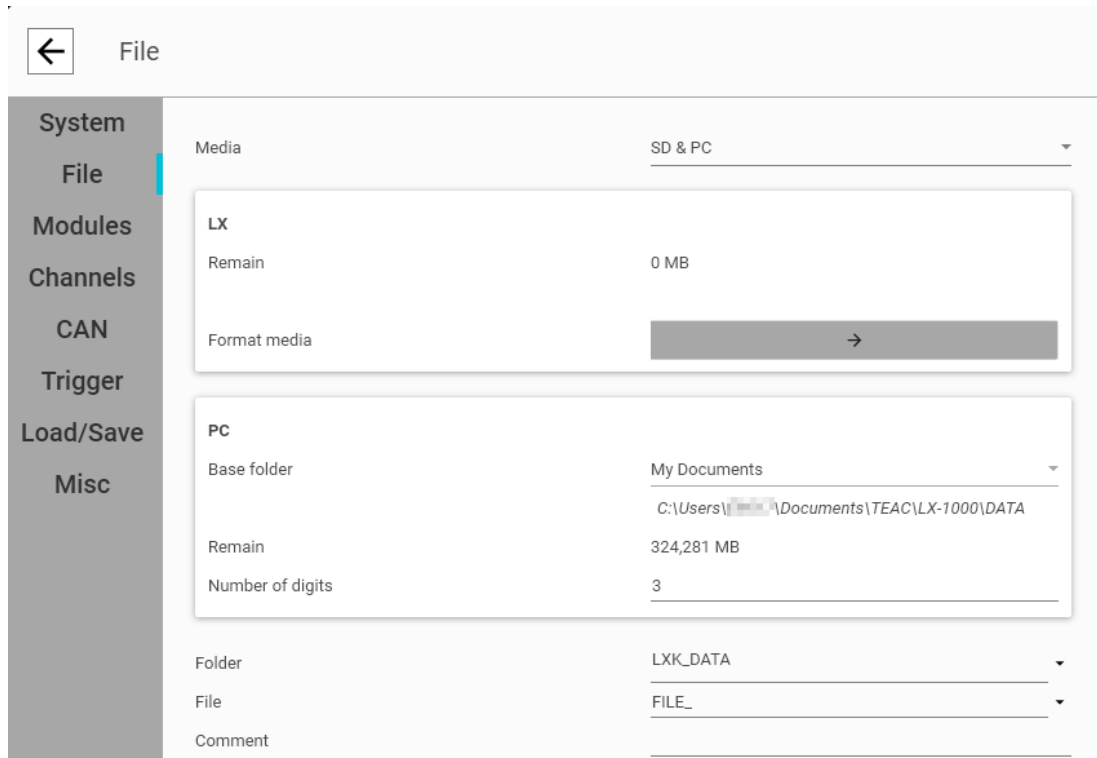 File
System
File
Modules
Channels
CAN
Trigger
Load/Save
Misc
Media SD & PC
LX
Remain 0 MB
Format media
PC
Base folder My Documents
C:\Users\ \Documents\TEAC\LX-1000\DATA
Remain 324,281 MB
Number of digits 3
Folder LXK_DATA
File FILE_
Comment